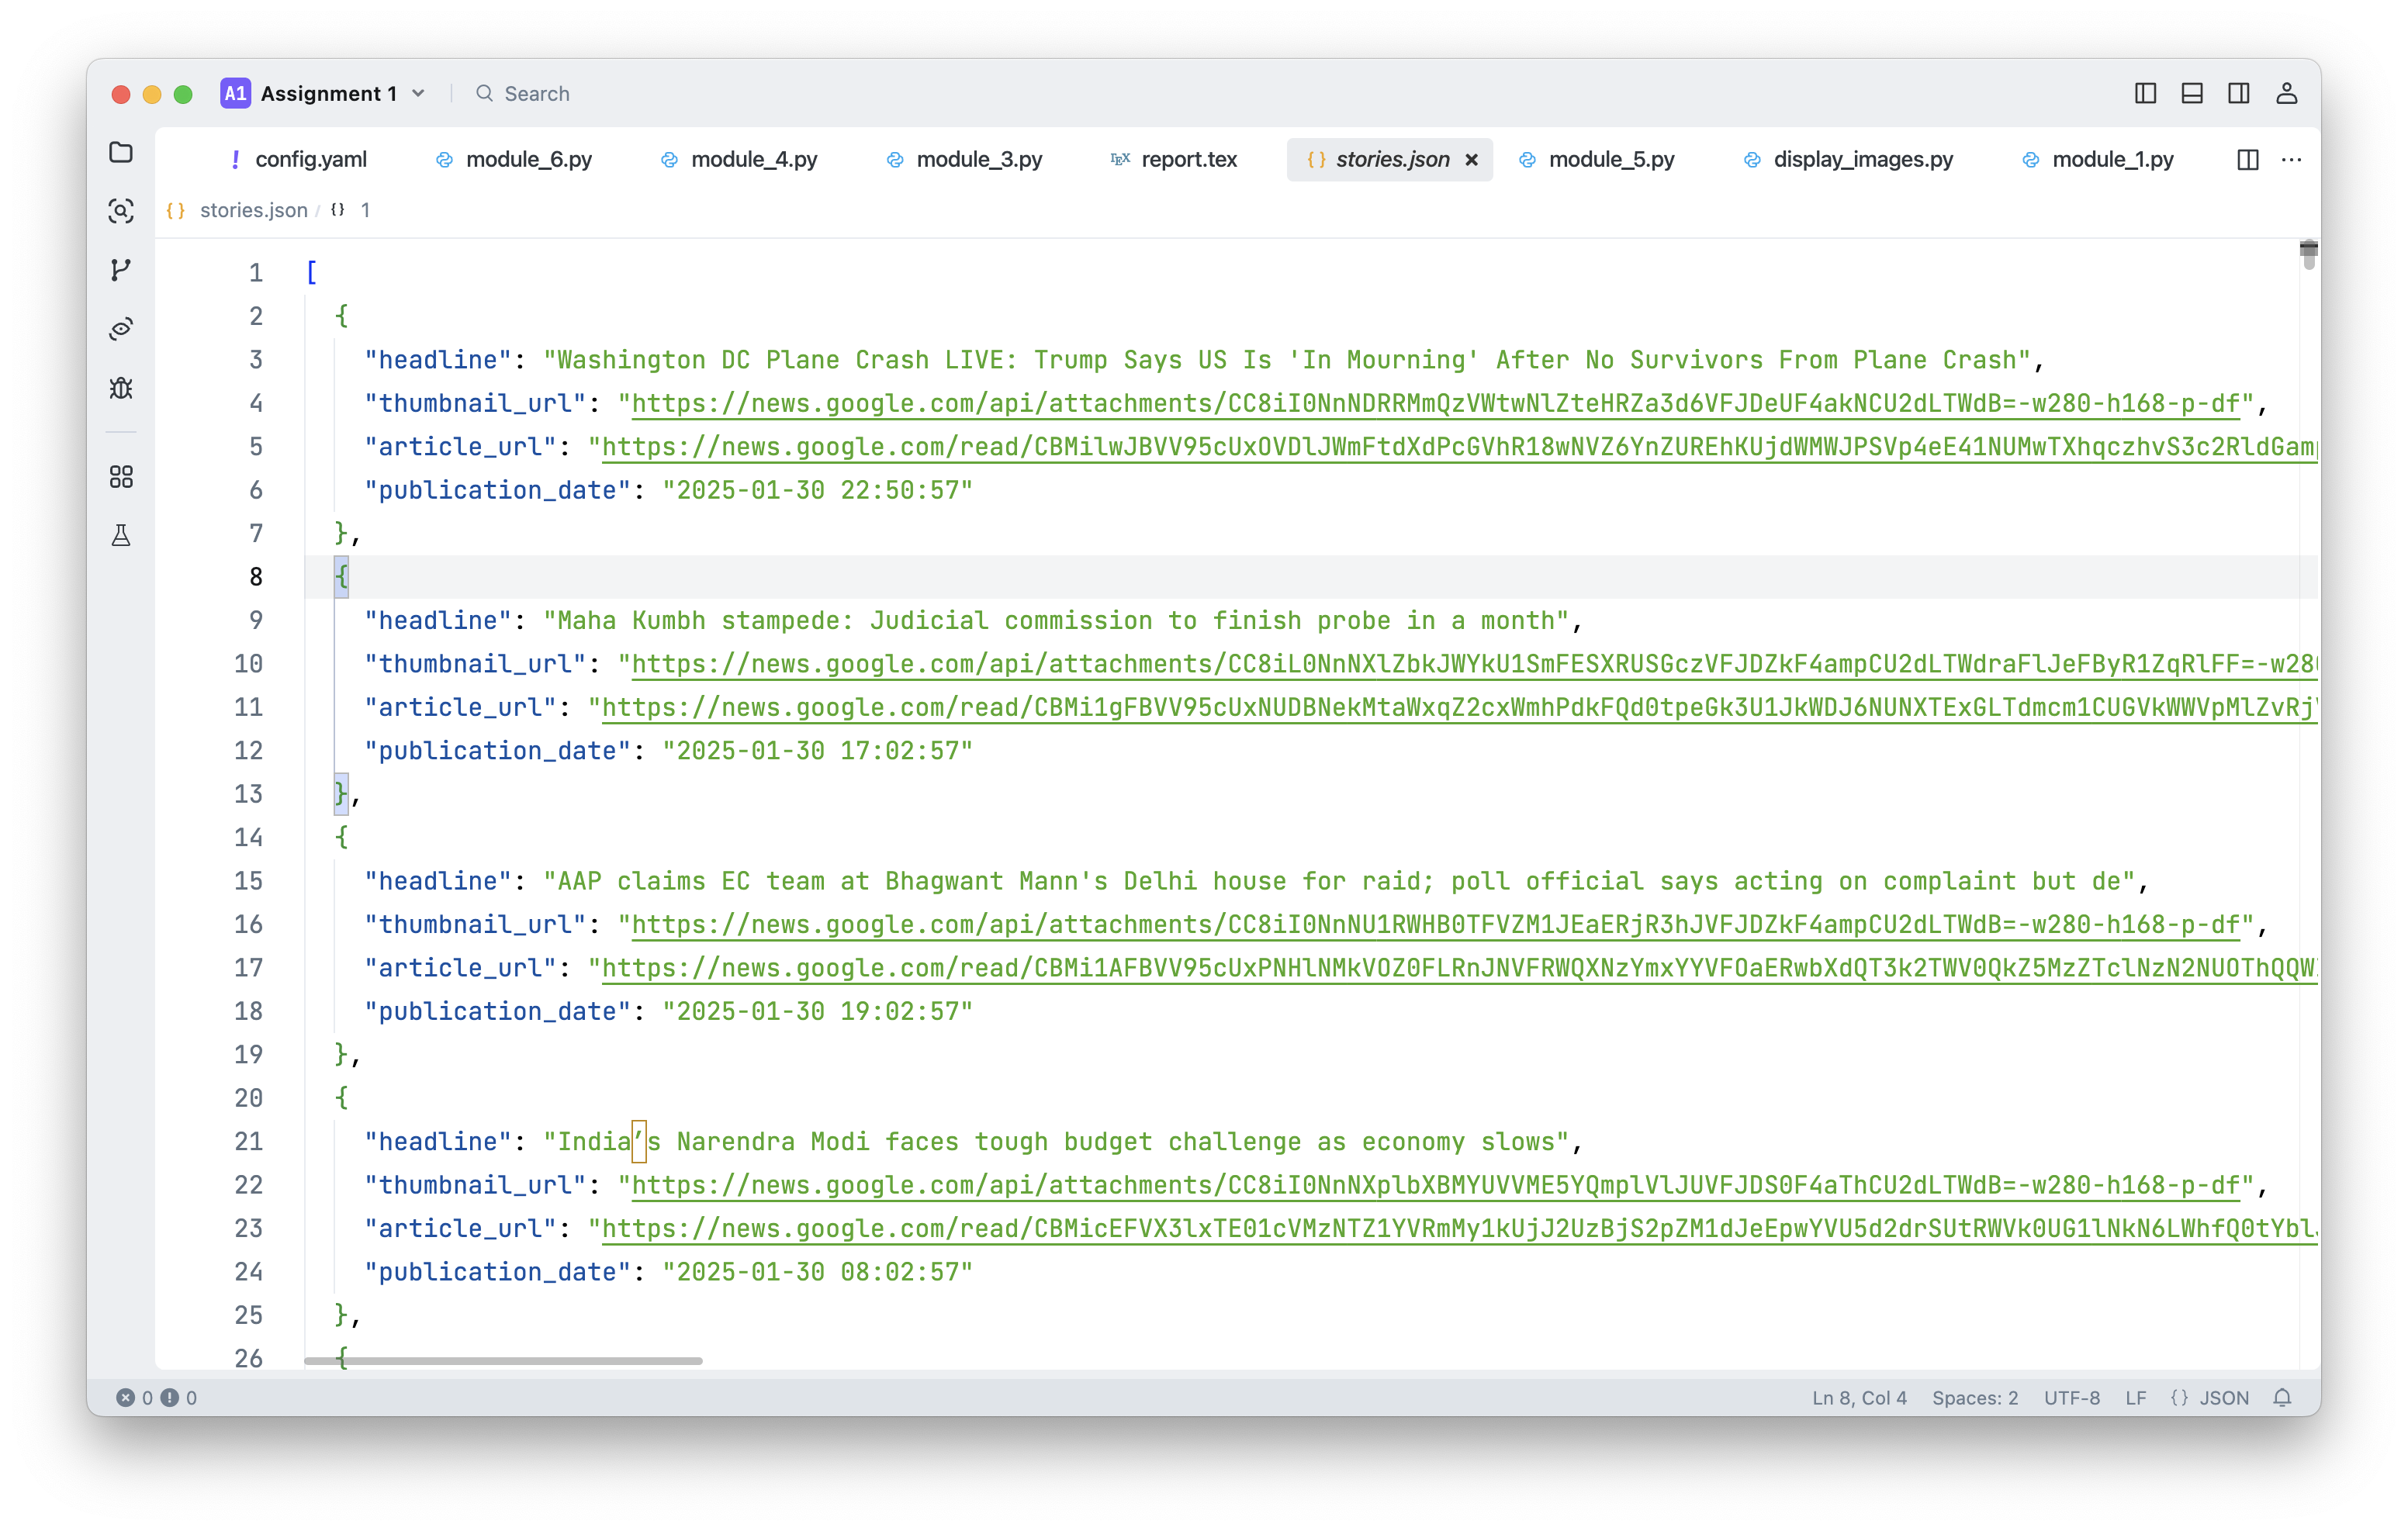 A1 Assignment 1 Search
config.yaml module_6.py module_4.py module_3.py TEX report.tex { } stories.json module_5.py display_images.py module_1.py
{ } stories.json / {} 1
1 [
2 {
3 "headline": "Washington DC Plane Crash LIVE: Trump Says US Is 'In Mourning' After No Survivors From Plane Crash",
4 "thumbnail_url": "https://news.google.com/api/attachments/CC8iI0NnNDRRMmQzVWtwNlZteHRZa3d6VFJDeUF4akNCU2dLTWdB=-w280-h168-p-df",
5 "article_url": "https://news.google.com/read/CBMilwJBVV95cUxOVDlJWmFtdXdPcGVhR18wNVZ6YnZUREhKUjdWMWJPSVp4eE41NUMwTXhqczhvS3c2RldGam
6 "publication_date": "2025-01-30 22:50:57"
7 },
8 {
9 "headline": "Maha Kumbh stampede: Judicial commission to finish probe in a month",
10 "thumbnail_url": "https://news.google.com/api/attachments/CC8iL0NnNXlZbkJWYkU1SmFESXRUSGczVFJDZkF4ampCU2dLTWdraFlJeFByR1ZqRlFF=-w28
11 "article_url": "https://news.google.com/read/CBMi1gFBVV95cUxNUDBNekMtaWxqZ2cxWmhPdkFQd0tpeGk3U1JkWDJ6NUNXTExGLTdmcm1CUGVkWWVpMlZvRj
12 "publication_date": "2025-01-30 17:02:57"
13 },
14 {
15 "headline": "AAP claims EC team at Bhagwant Mann's Delhi house for raid; poll official says acting on complaint but de",
16 "thumbnail_url": "https://news.google.com/api/attachments/CC8iI0NnNU1RWHB0TFVZM1JEaERjR3hJVFJDZkF4ampCU2dLTWdB=-w280-h168-p-df",
17 "article_url": "https://news.google.com/read/CBMi1AFBVV95cUxPNHlNMkVOZ0FLRnJNVFRWQXNzYmxYYVFOaERwbXdQT3k2TWV0QkZ5MzZTclNzN2NUOThQQW
18 "publication_date": "2025-01-30 19:02:57"
19 },
20 {
21 "headline": "India’s Narendra Modi faces tough budget challenge as economy slows",
22 "thumbnail_url": "https://news.google.com/api/attachments/CC8iI0NnNXplbXBMYUVVME5YQmplVlJUVFJDS0F4aThCU2dLTWdB=-w280-h168-p-df",
23 "article_url": "https://news.google.com/read/CBMicEFVX3lxTE01cVMzNTZ1YVRmMy1kUjJ2UzBjS2pZM1dJeEpwYVU5d2drSUtRWVk0UG1lNkN6LWhfQ0tYbl
24 "publication_date": "2025-01-30 08:02:57"
25 },
26 {
0 0 Ln 8, Col 4 Spaces: 2 UTF-8 LF {} JSON